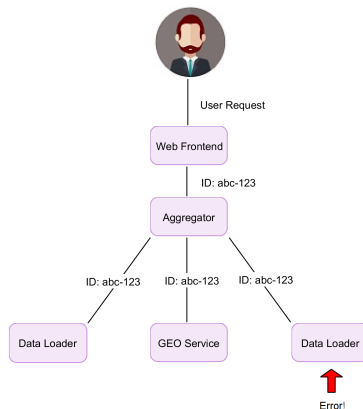 User Request
Web Frontend
ID: abc-123
Aggregator
ID: abc-123
ID: abc-123
ID: abc-123
Data Loader
GEO Service
Data Loader
Error!